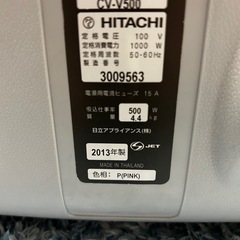 CV-V500
HITACHI
定格電圧 100 V
定格消費電力 1000 W
定格周波数 50-60Hz
製造番号
3009563
電源用電流ヒューズ 15 A
吸込仕事率 500 W
質量 4.4 kg
日立アプライアンス(株)
2013年製 JET
MADE IN THAILAND
色相: P(PINK)